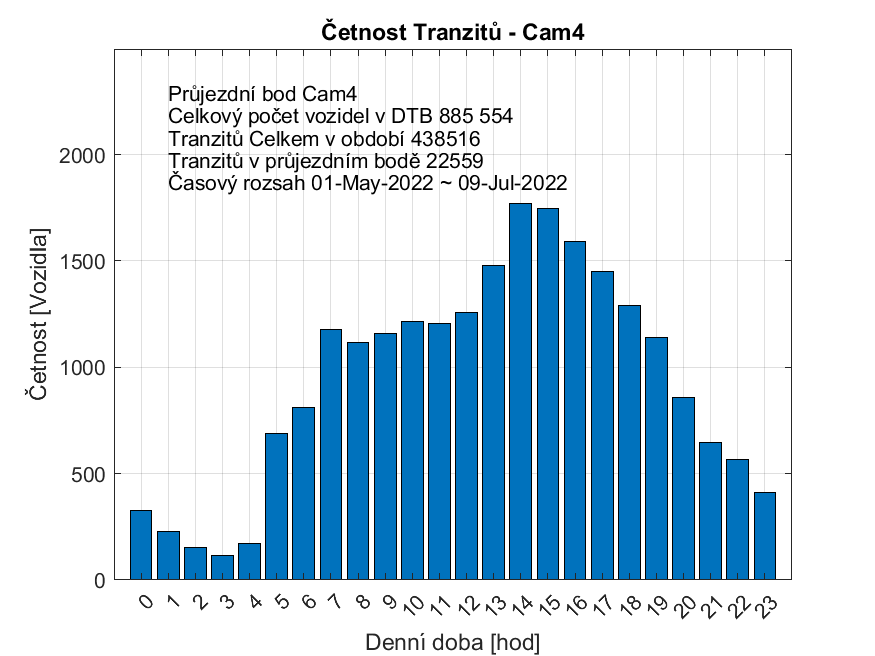 Četnost Tranzitů - Cam4
Průjezdní bod Cam4
Celkový počet vozidel v DTB 885 554
Tranzitů Celkem v období 438516
Tranzitů v průjezdním bodě 22559
Časový rozsah 01-May-2022 ~ 09-Jul-2022
Četnost [Vozidla]
2000
1500
1000
500
0
0 1 2 3 4 5 6 7 8 9 10 11 12 13 14 15 16 17 18 19 20 21 22 23
Denní doba [hod]